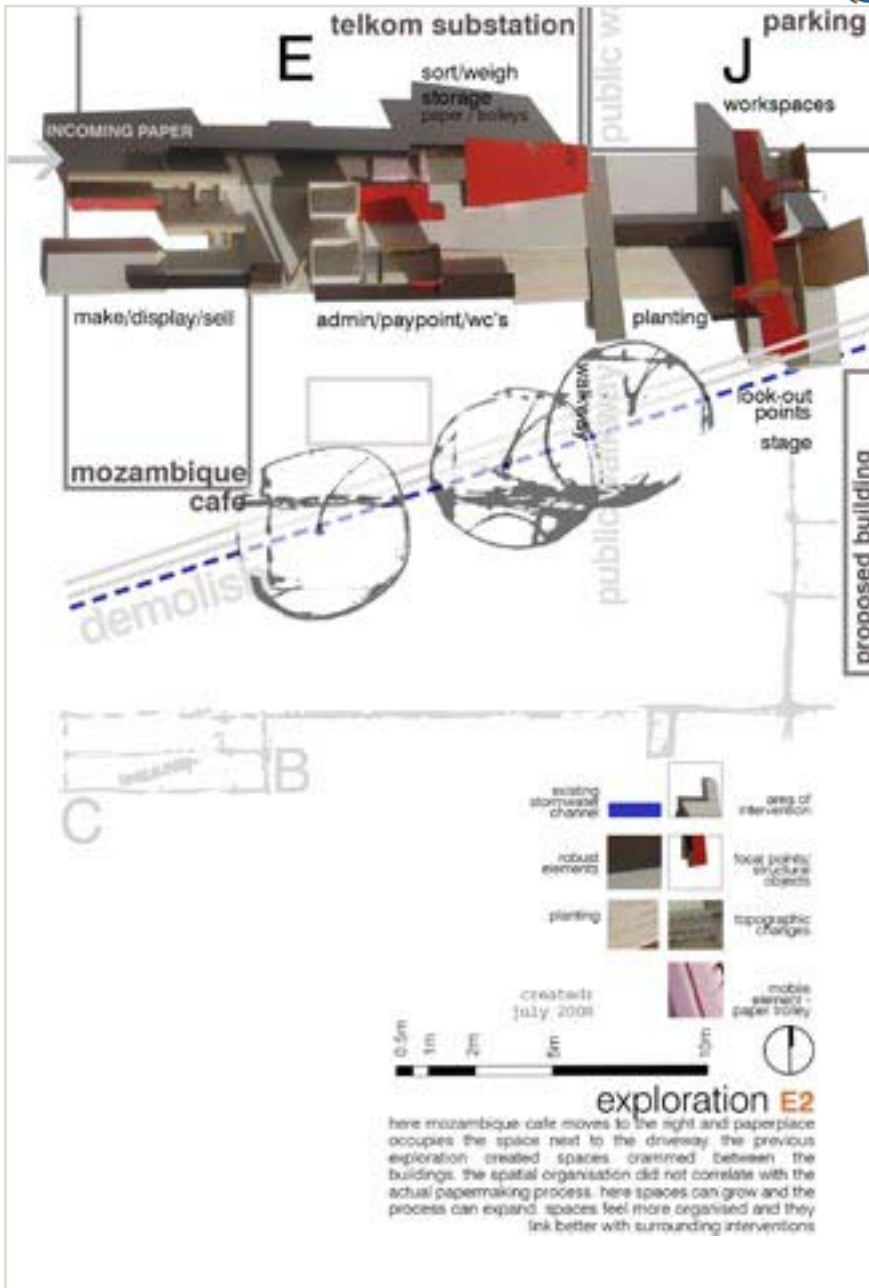 telkom substation
parking
E
J
public wa
sort/weigh
storage
paper / trolleys
workspaces
INCOMING PAPER
make/display/sell
admin/paypoint/wc's
planting
walkway
public walkway
look-out
points
stage
mozambique
cafe
proposed building
demolish
B
C
existing
stormwater
channel
area of
intervention
robust
elements
focal points/
structural
objects
planting
topographic
changes
mobile
element -
paper trolley
created:
july 2008
0.5m
1m
2m
5m
10m
exploration E2
here mozambique cafe moves to the right and paperplace
occupies the space next to the driveway. the previous
exploration created spaces crammed between the
buildings. the spatial organisation did not correlate with the
actual papermaking process. here spaces can grow and the
process can expand. spaces feel more organised and they
link better with surrounding interventions